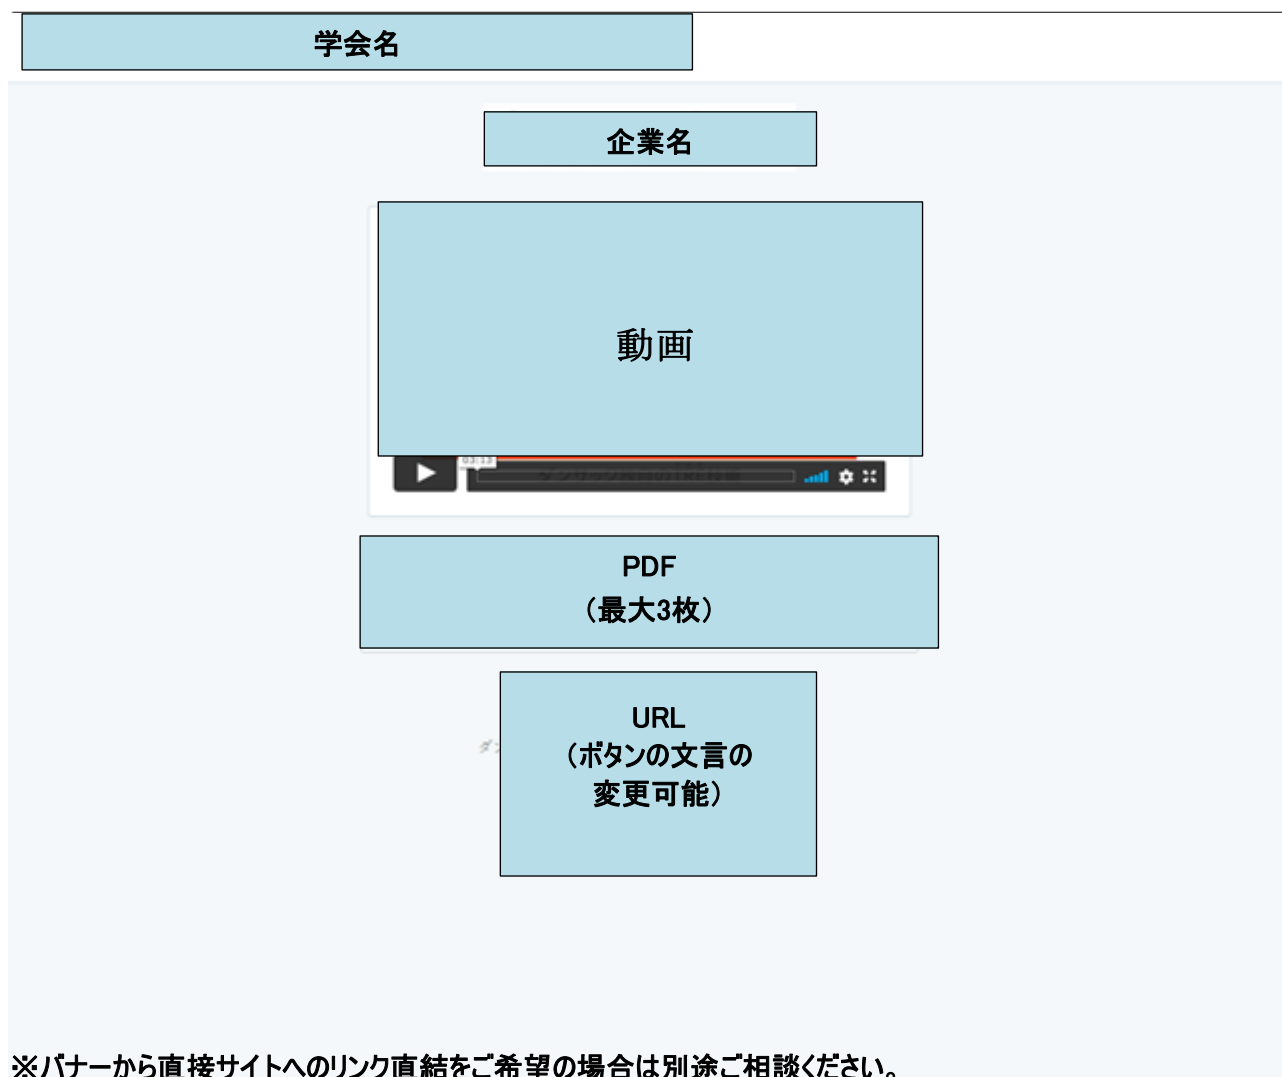 学会名
企業名
動画
03:13
PDF
（最大3枚）
URL
（ボタンの文言の
変更可能）
※バナーから直接サイトへのリンク直結をご希望の場合は別途ご相談ください。